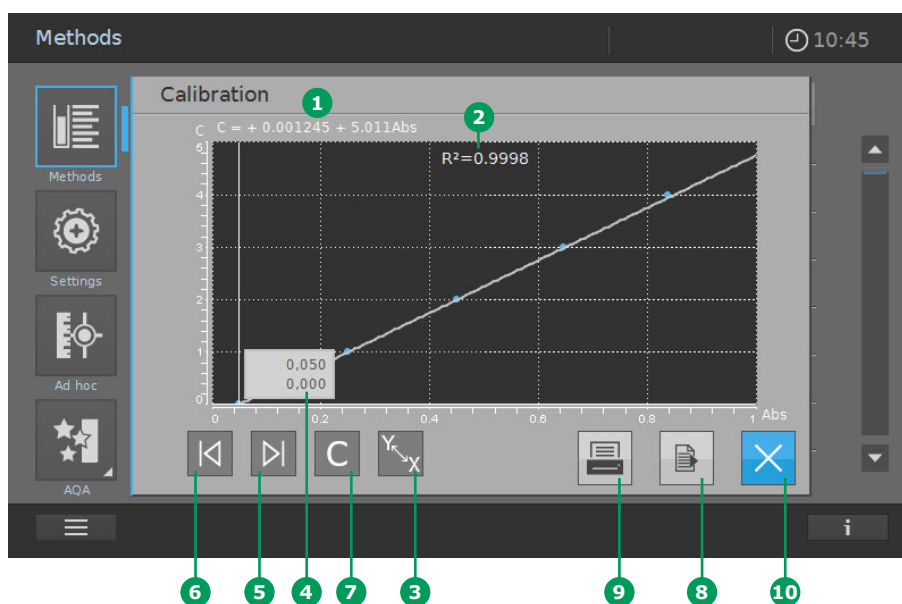 Methods
10:45
Calibration
1
2
C
C = + 0.001245 + 5.011Abs
R²=0.9998
5
4
3
2
1
0
0,050
0,000
0
0.2
0.4
0.6
0.8
1
Abs
Methods
Settings
Ad hoc
AQA
C
Y
X
i
6
5
4
7
3
9
8
10